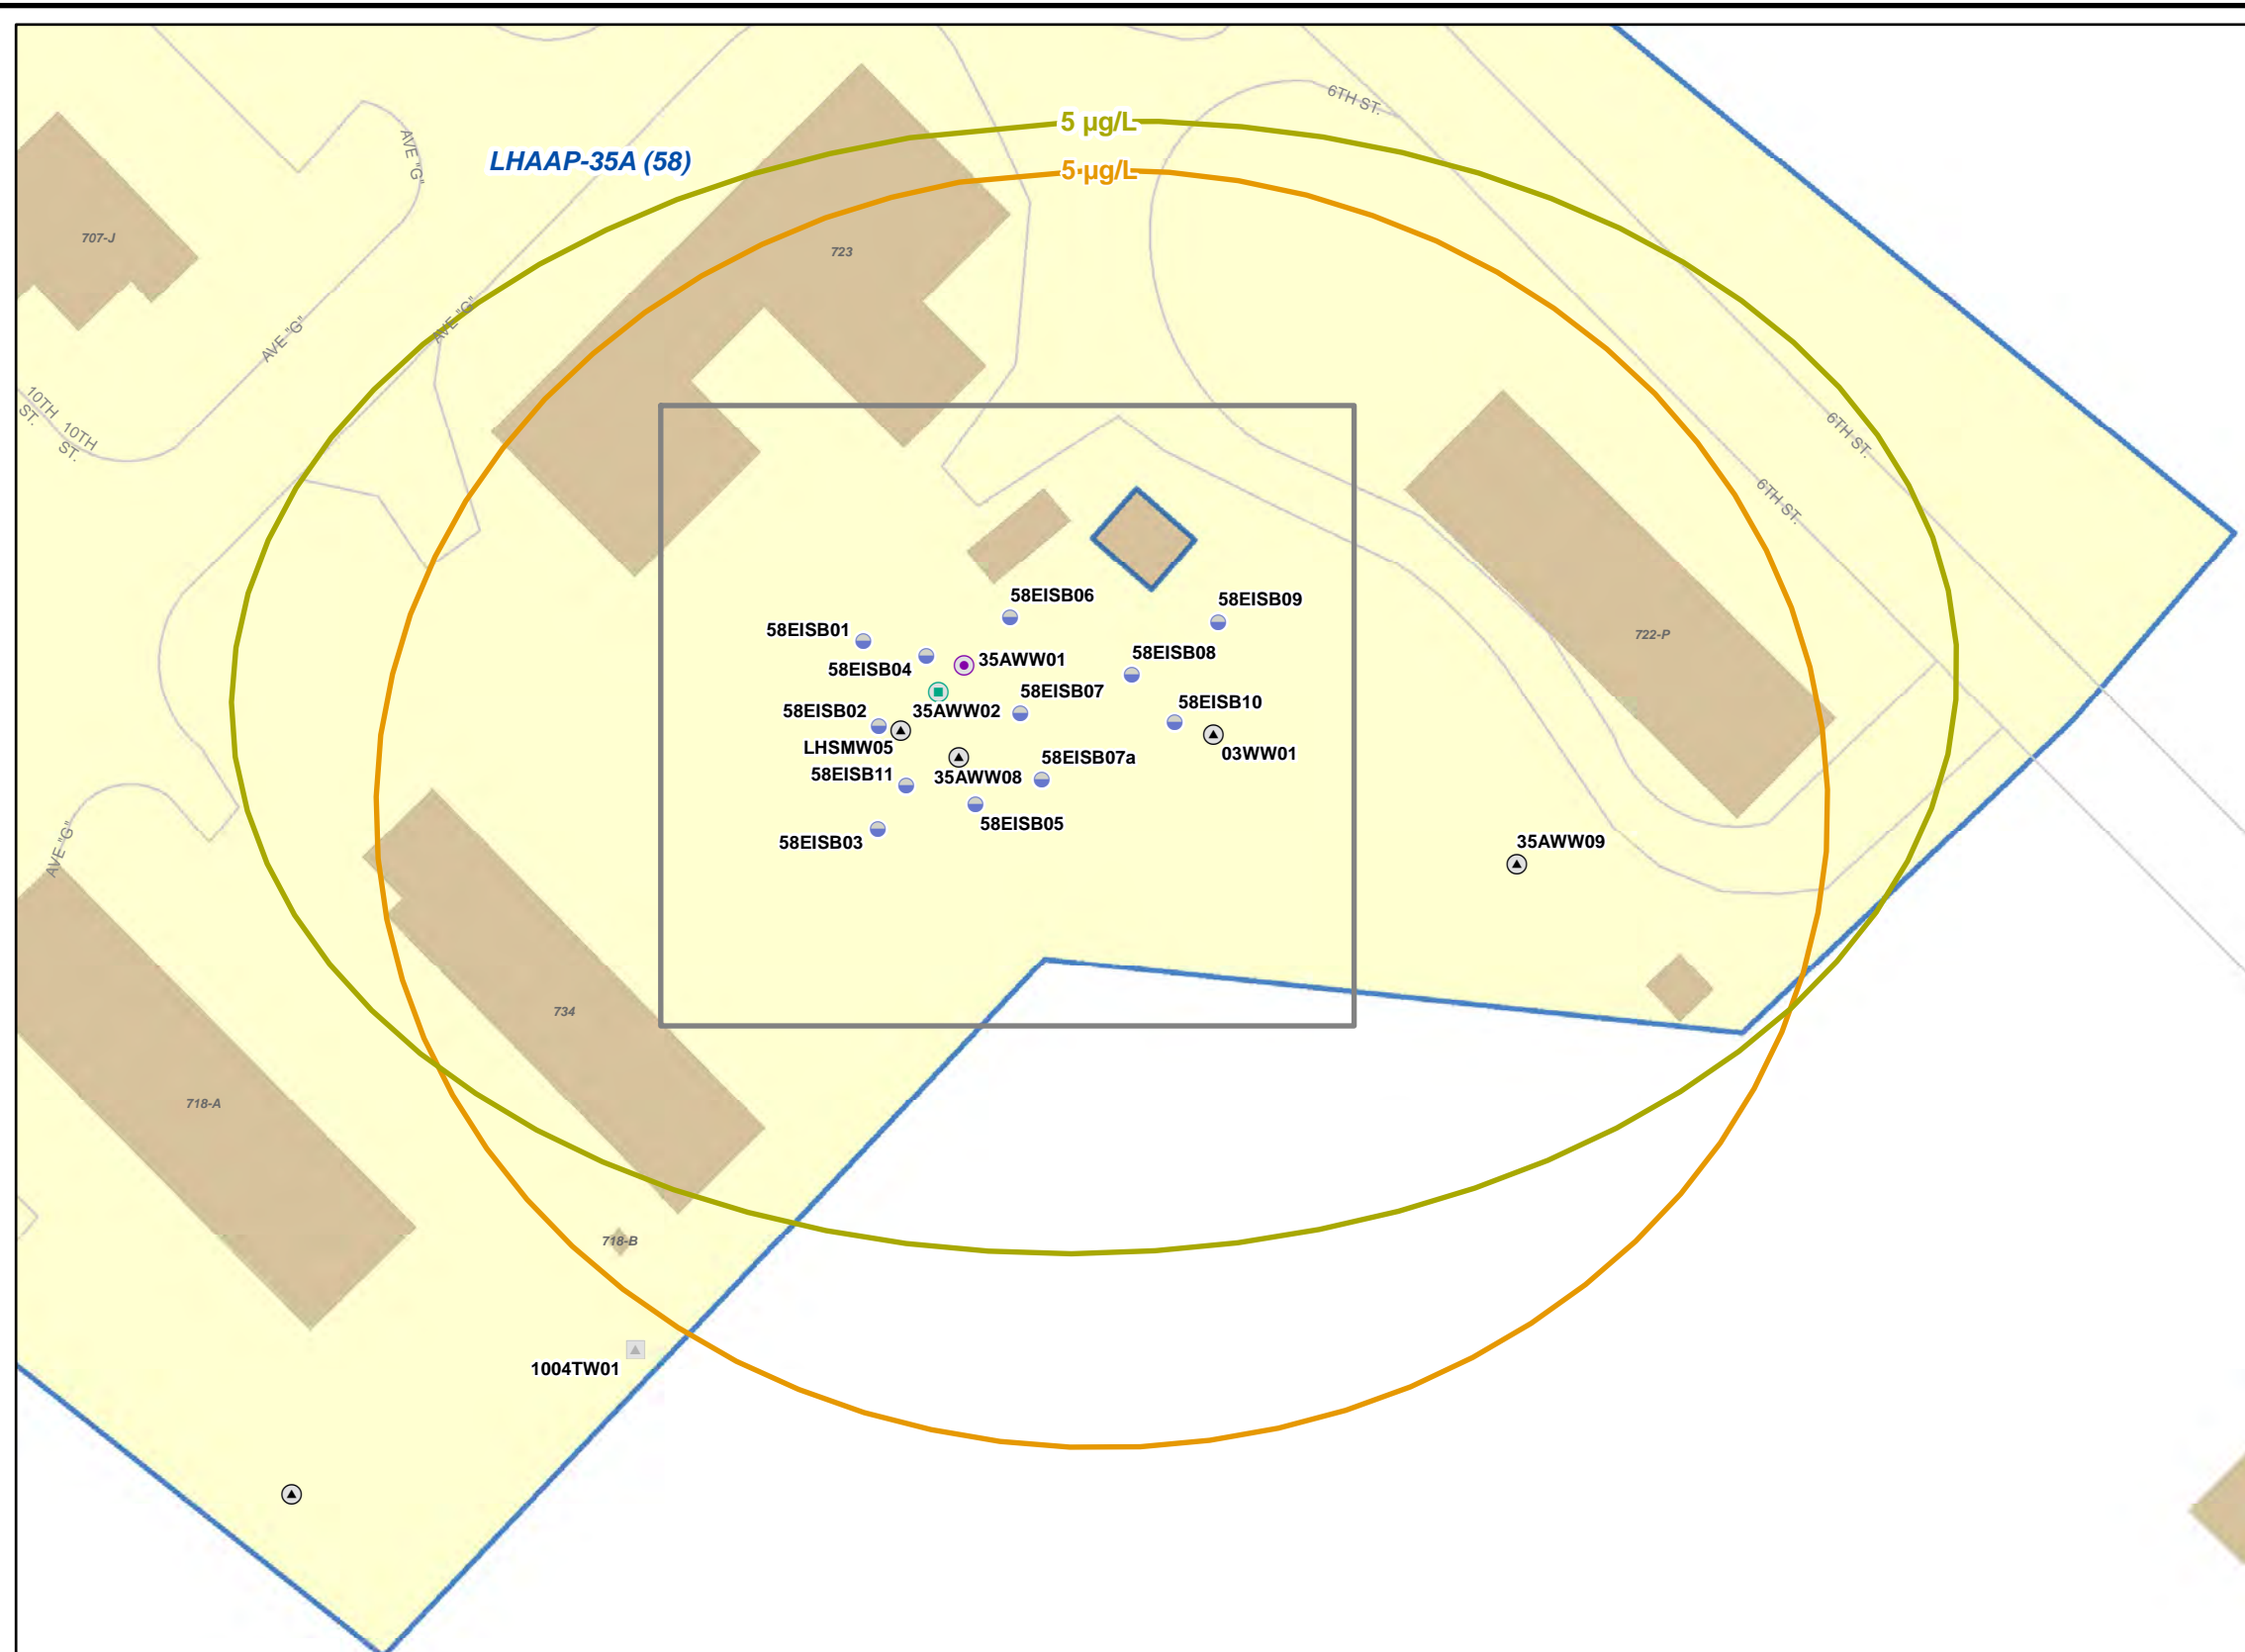 5 µg/L
6TH ST.
AVE "G"
LHAAP-35A (58)
5 µg/L
707-J
723
AVE "G"
AVE "G"
10TH
ST.
10TH
ST.
6TH ST.
6TH ST.
58EISB06
58EISB09
58EISB01
722-P
58EISB04
35AWW01
58EISB08
58EISB07
58EISB10
58EISB02
35AWW02
LHSMW05
03WW01
58EISB07a
58EISB11
35AWW08
58EISB05
58EISB03
35AWW09
AVE "G"
734
718-A
718-B
1004TW01